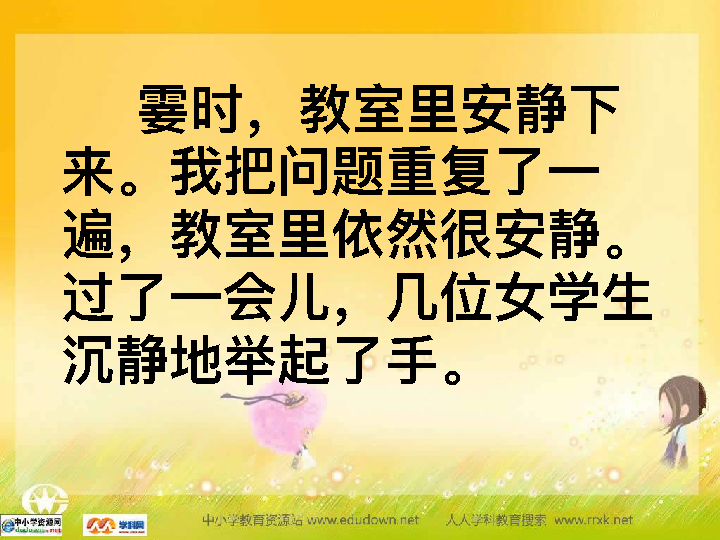 霎时，教室里安静下
来。我把问题重复了一
遍，教室里依然很安静。
过了一会儿，几位女学生
沉静地举起了手。
中小学资源网
学科网
中小学教育资源站 www.edudown.net 人人学科教育搜索 www.rrxk.net